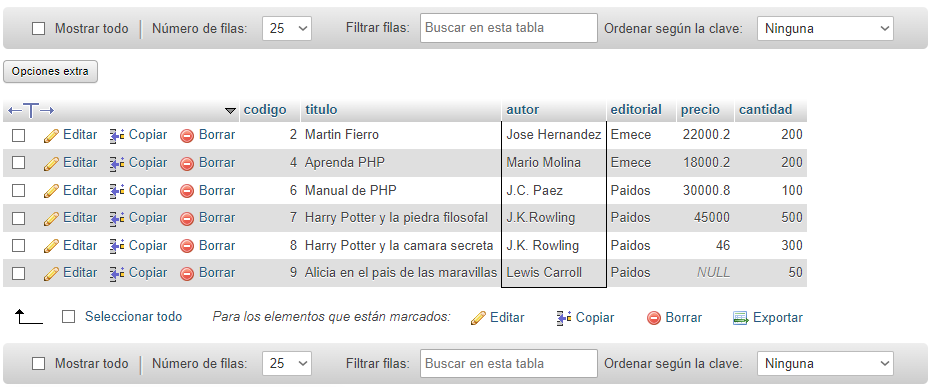 Mostrar todo Número de filas: 25 Filtrar filas: Buscar en esta tabla Ordenar según la clave: Ninguna
Opciones extra
codigo titulo autor editorial precio cantidad
Editar Copiar Borrar 2 Martin Fierro Jose Hernandez Emece 22000.2 200
Editar Copiar Borrar 4 Aprenda PHP Mario Molina Emece 18000.2 200
Editar Copiar Borrar 6 Manual de PHP J.C. Paez Paidos 30000.8 100
Editar Copiar Borrar 7 Harry Potter y la piedra filosofal J.K.Rowling Paidos 45000 500
Editar Copiar Borrar 8 Harry Potter y la camara secreta J.K. Rowling Paidos 46 300
Editar Copiar Borrar 9 Alicia en el pais de las maravillas Lewis Carroll Paidos NULL 50
Seleccionar todo Para los elementos que están marcados: Editar Copiar Borrar Exportar
Mostrar todo Número de filas: 25 Filtrar filas: Buscar en esta tabla Ordenar según la clave: Ninguna